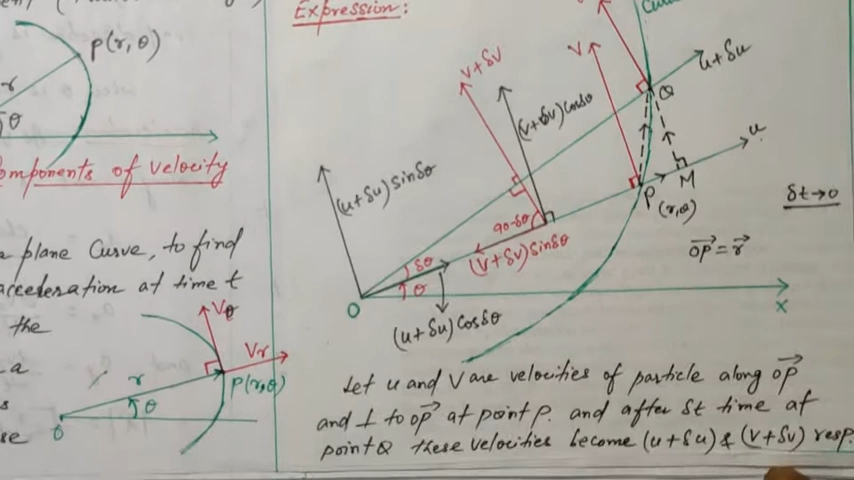 P(r, θ)
r
θ
omponents of velocity
plane Curve, to find
acceleration at time t
the
a
s
se
Vθ
Vr
P(r,θ)
r
θ
0
Expression:
V+δV
V
(V+δV)cosδθ
u+δu
Q
u
(u+δu)sinδθ
P
M
(r,θ)
δt→0
90-δθ
δθ
(V+δV)sinδθ
θ
OP=r
O
X
(u+δu)cosδθ
Let u and V are velocities of particle along OP
and ⊥ to OP at point P. and after δt time at
point Q these velocities become (u+δu) & (V+δV) resp.